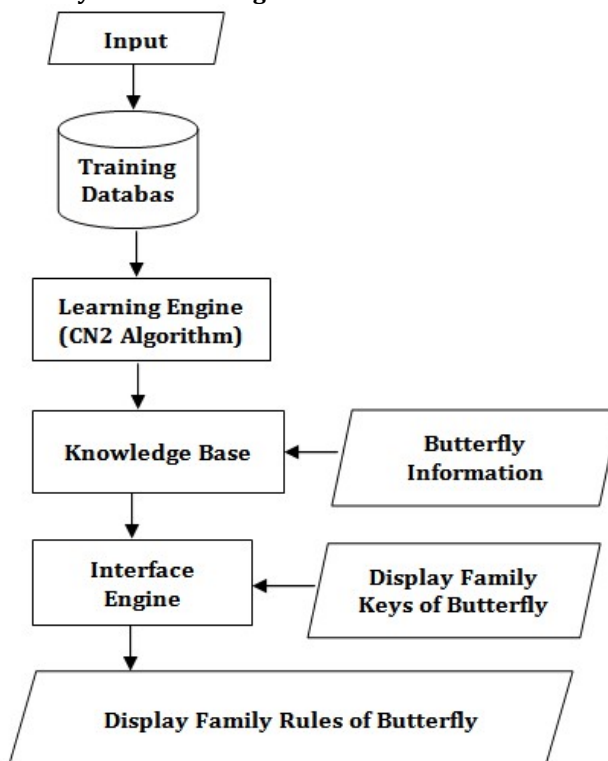 Input
Training
Databas
Learning Engine
(CN2 Algorithm)
Knowledge Base
Butterfly
Information
Interface
Engine
Display Family
Keys of Butterfly
Display Family Rules of Butterfly